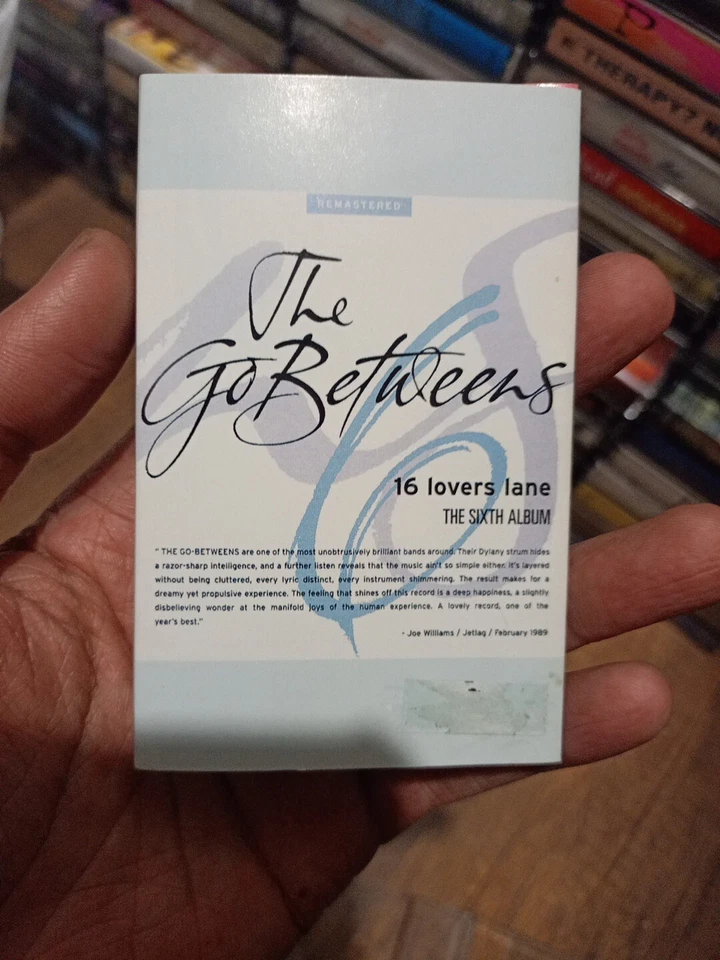 REMASTERED
The
GoBetweens
16 lovers lane
THE SIXTH ALBUM
" THE GO-BETWEENS are one of the most unobtrusively brilliant bands around. Their Dylany strum hides
a razor-sharp intelligence, and a further listen reveals that the music ain't so simple either. It's layered
without being cluttered, every lyric distinct, every instrument shimmering. The result makes for a
dreamy yet propulsive experience. The feeling that shines off this record is a deep happiness, a slightly
disbelieving wonder at the manifold joys of the human experience. A lovely record, one of the
year's best."
- Joe Williams / Jetlag / February 1989
THERAPY?